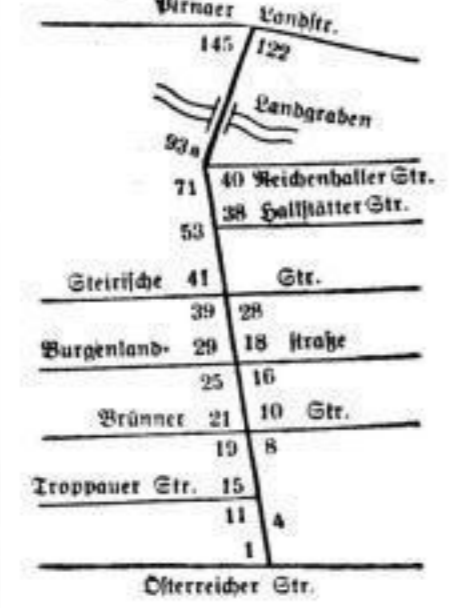 Pirnaer Landstr.
145 122
Landgraben
93a
71 40 Reichenhaller Str.
38 Hallstätter Str.
53
Steirische 41 Str.
39 28
Burgenland- 29 18 straße
25 16
Brünner 21 10 Str.
19 8
Troppauer Str. 15
11 4
1
Österreicher Str.